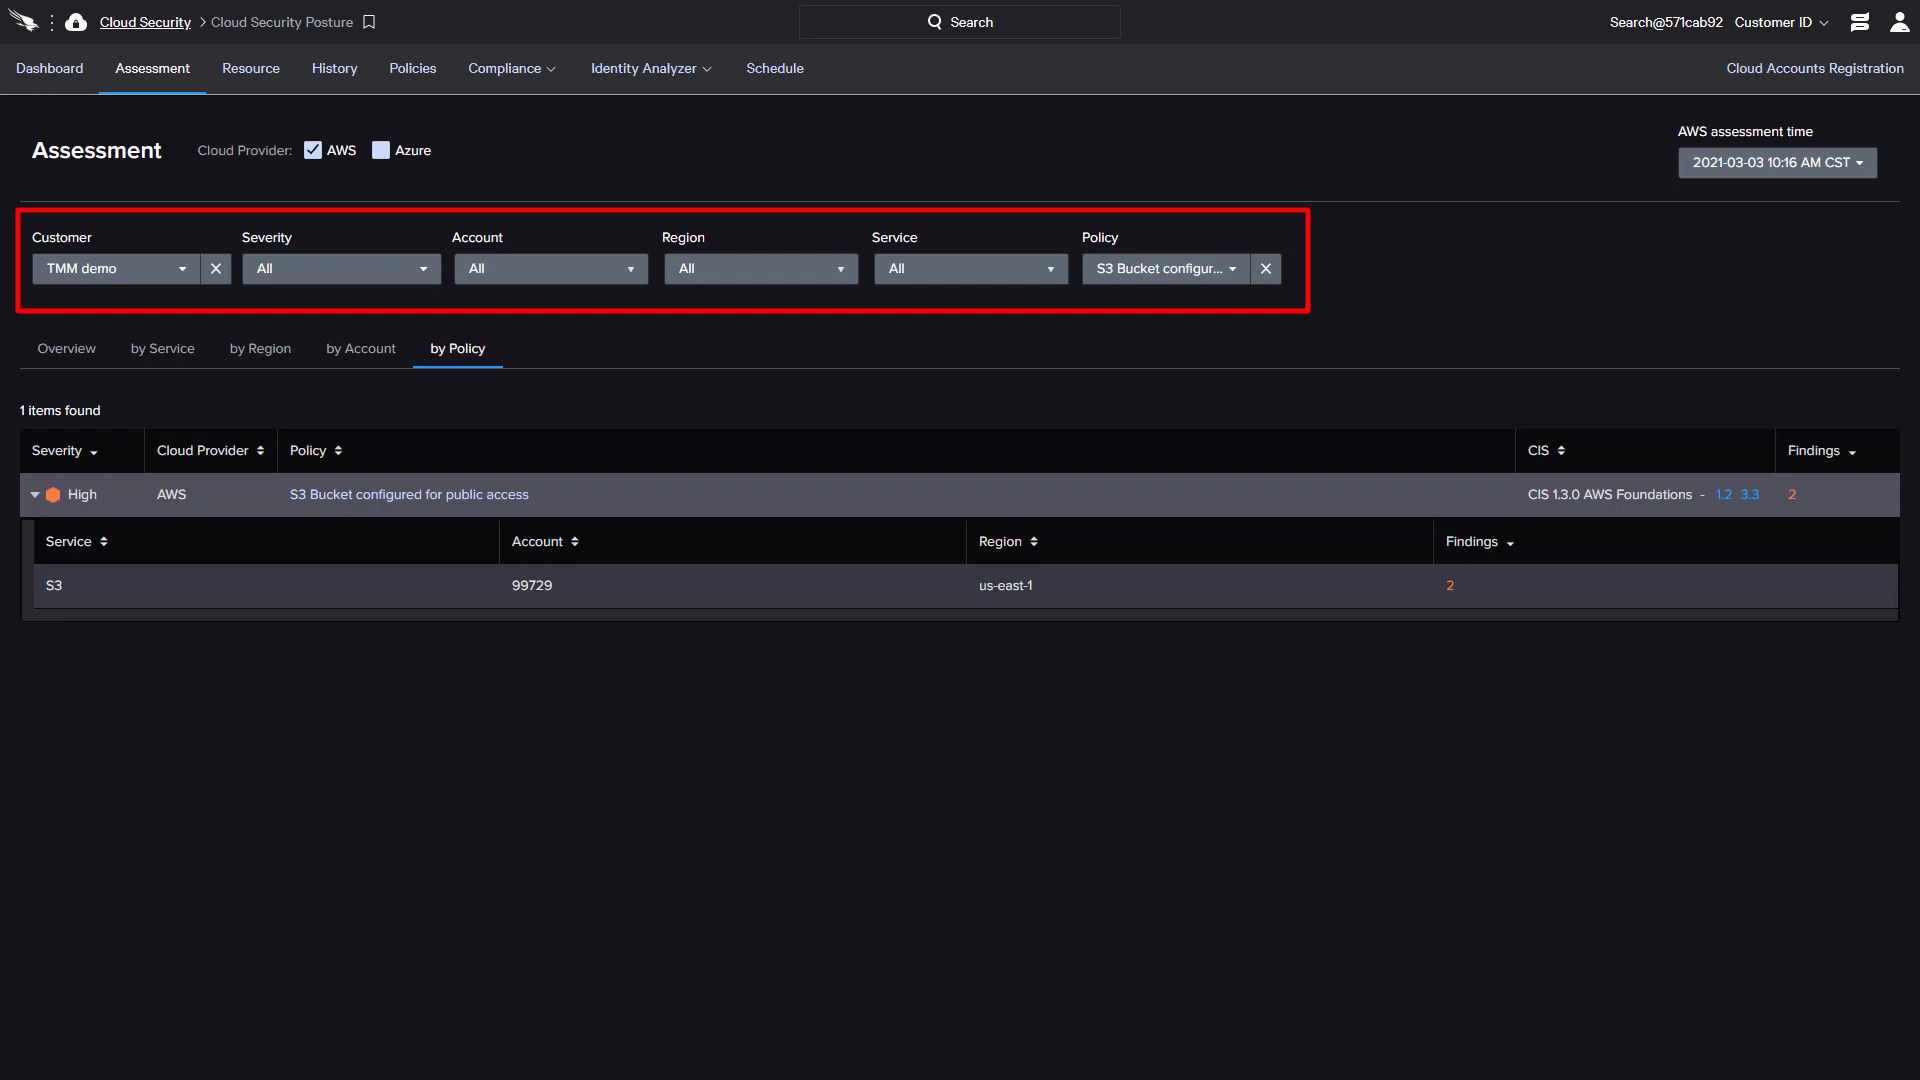 Cloud Security > Cloud Security Posture
Search
Search@571cab92 Customer ID
Dashboard Assessment Resource History Policies Compliance Identity Analyzer Schedule Cloud Accounts Registration
Assessment Cloud Provider: AWS Azure
AWS assessment time
2021-03-03 10:16 AM CST
Customer Severity Account Region Service Policy
TMM demo All All All All S3 Bucket configur...
Overview by Service by Region by Account by Policy
1 items found
Severity Cloud Provider Policy CIS Findings
High AWS S3 Bucket configured for public access CIS 1.3.0 AWS Foundations - 1.2 3.3 2
Service Account Region Findings
S3 99729 us-east-1 2